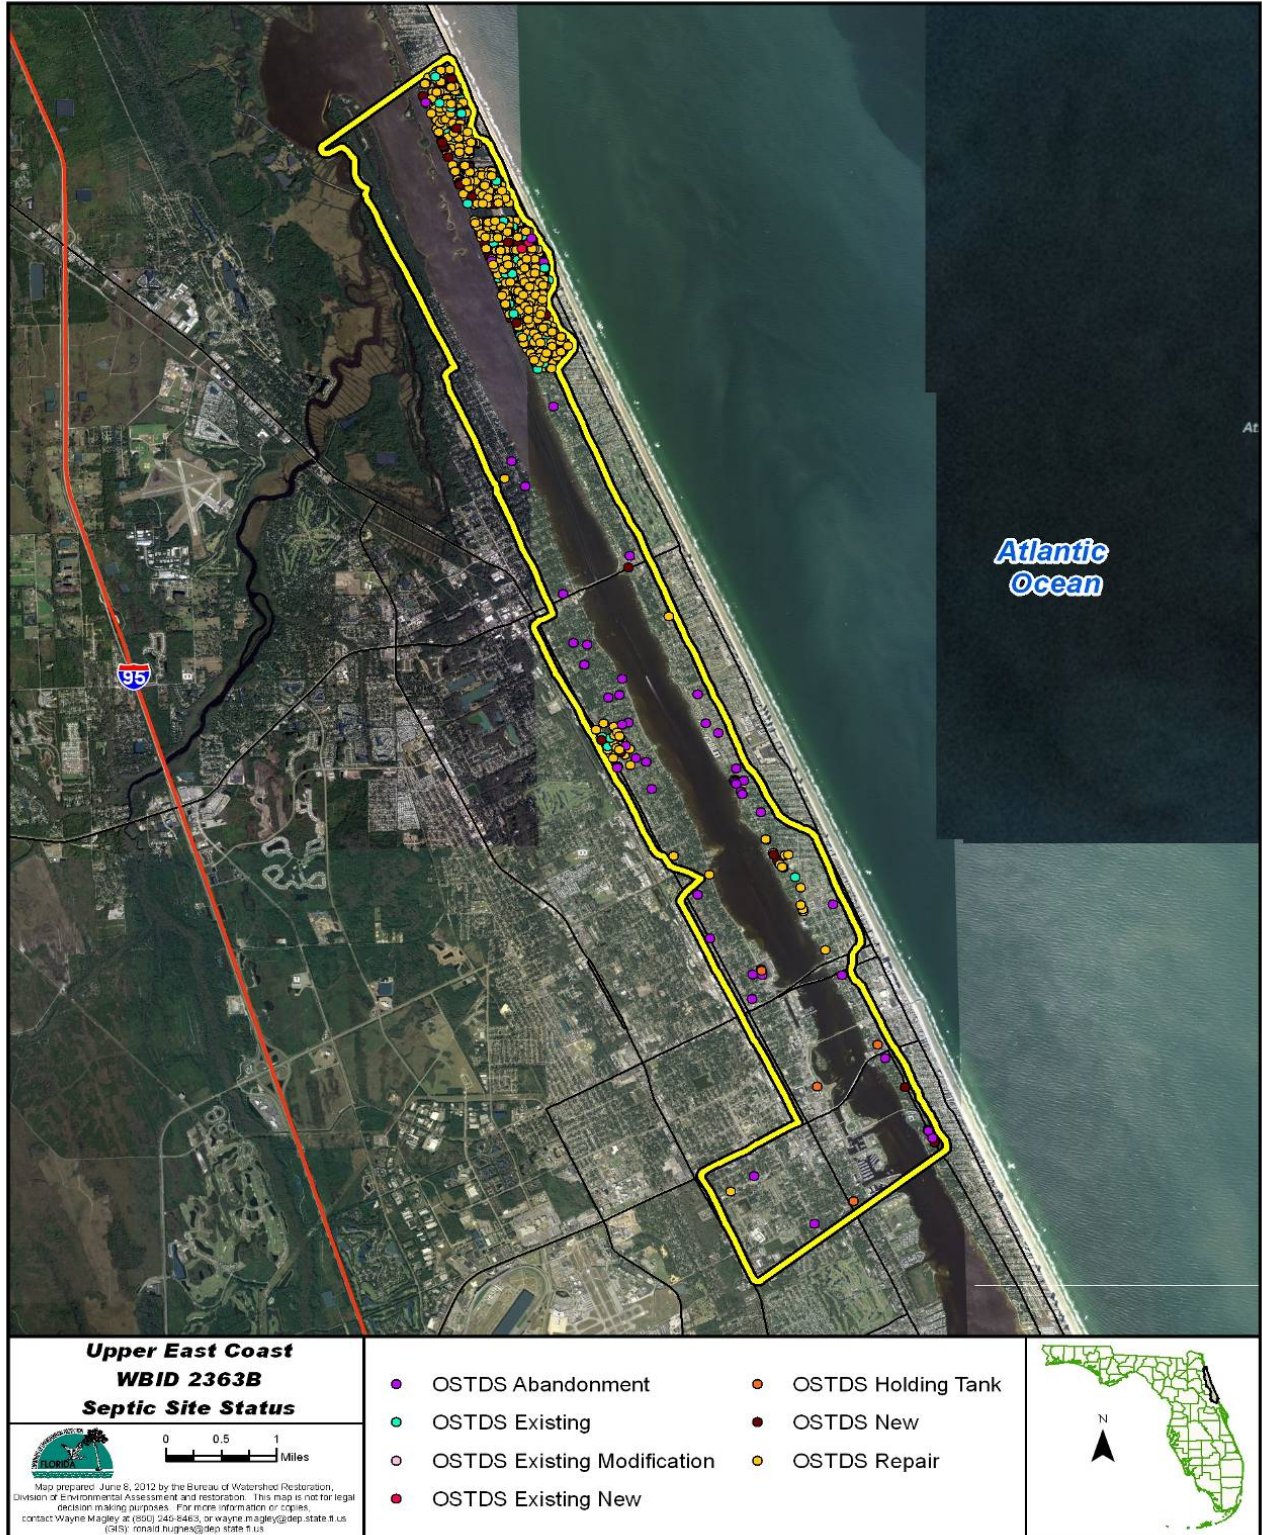 At
Atlantic
Ocean
95
Upper East Coast
WBID 2363B
Septic Site Status
FLORIDA
0 0.5 1
Miles
Map prepared June 8, 2012 by the Bureau of Watershed Restoration,
Division of Environmental Assessment and restoration. This map is not for legal
decision making purposes. For more information or copies,
contact Wayne Magley at (850) 245-8463, or wayne.magley@dep.state.fl.us
(GIS): ronald.hughes@dep.state.fl.us
OSTDS Abandonment
OSTDS Existing
OSTDS Existing Modification
OSTDS Existing New
OSTDS Holding Tank
OSTDS New
OSTDS Repair
N